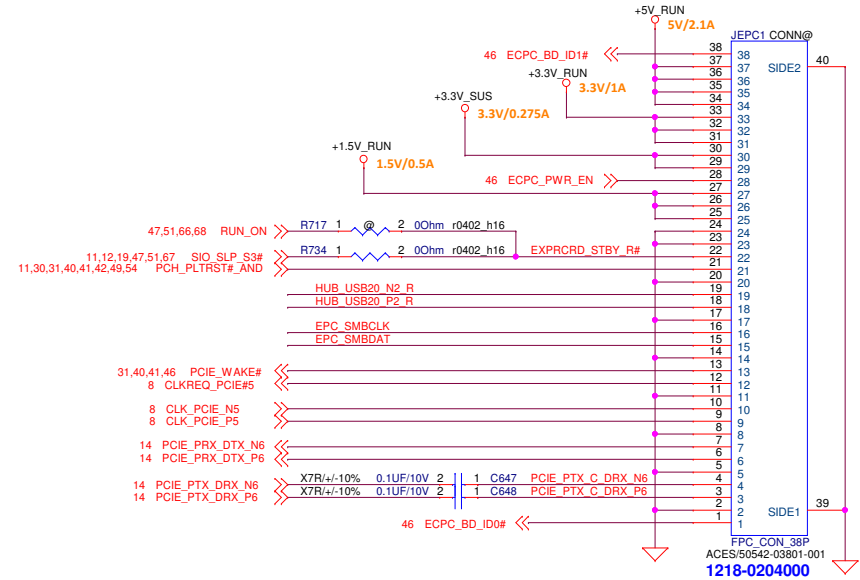 +5V_RUN
5V/2.1A
JEPC1 CONN@
46 ECPC_BD_ID1#
38 38
37 37
SIDE2 40
+3.3V_RUN
3.3V/1A
36 36
35 35
34 34
+3.3V_SUS
3.3V/0.275A
33 33
32 32
31 31
+1.5V_RUN
1.5V/0.5A
30 30
29 29
46 ECPC_PWR_EN
28 28
27 27
26 26
25 25
47,51,66,68 RUN_ON R717 1 @ 2 0Ohm r0402_h16
24 24
23 23
11,12,19,47,51,67 SIO_SLP_S3# R734 1 2 0Ohm r0402_h16 EXPRCRD_STBY_R# 22 22
11,30,31,40,41,42,49,54 PCH_PLTRST#_AND 21 21
20 20
HUB_USB20_N2_R 19 19
HUB_USB20_P2_R 18 18
17 17
EPC_SMBCLK 16 16
EPC_SMBDAT 15 15
14 14
31,40,41,46 PCIE_WAKE# 13 13
8 CLKREQ_PCIE#5 12 12
11 11
8 CLK_PCIE_N5 10 10
8 CLK_PCIE_P5 9 9
8 8
14 PCIE_PRX_DTX_N6 7 7
14 PCIE_PRX_DTX_P6 6 6
5 5
14 PCIE_PTX_DRX_N6 X7R/+/-10% 0.1UF/10V 2 1 C647 PCIE_PTX_C_DRX_N6 4 4
14 PCIE_PTX_DRX_P6 X7R/+/-10% 0.1UF/10V 2 1 C648 PCIE_PTX_C_DRX_P6 3 3
2 2
SIDE1 39
46 ECPC_BD_ID0# 1 1
FPC_CON_38P
ACES/50542-03801-001
1218-0204000